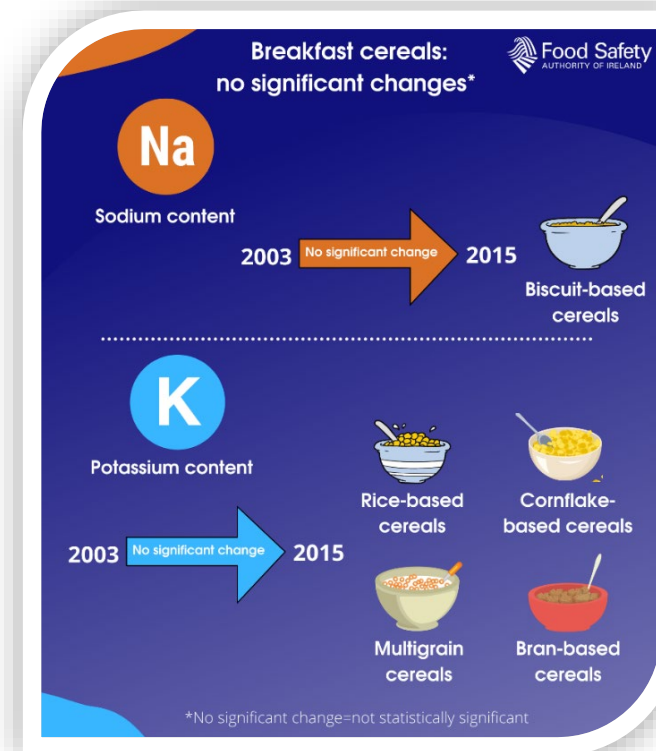 Breakfast cereals:
no significant changes*
Food Safety
AUTHORITY OF IRELAND
Na
Sodium content
2003 No significant change 2015
Biscuit-based
cereals
K
Potassium content
2003 No significant change 2015
Rice-based
cereals
Cornflake-
based cereals
Multigrain
cereals
Bran-based
cereals
*No significant change=not statistically significant